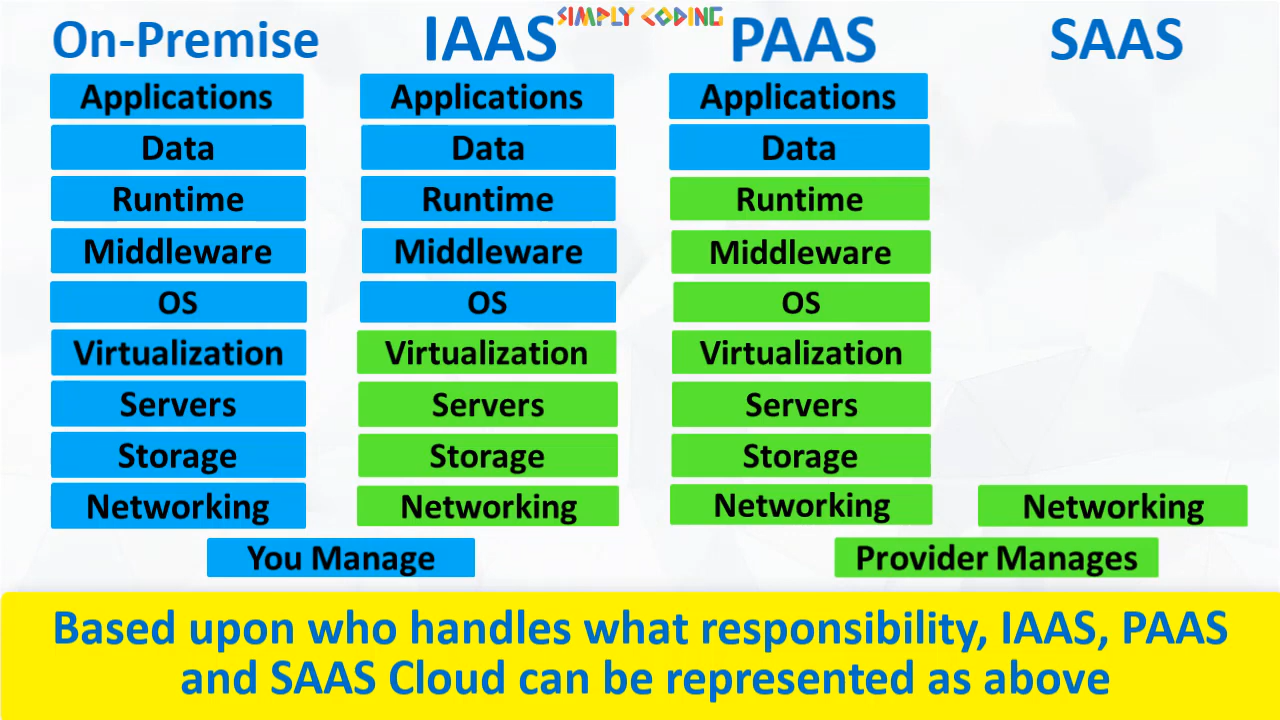 SIMPLY CODING
On-Premise
IAAS
PAAS
SAAS
Applications
Applications
Applications
Data
Data
Data
Runtime
Runtime
Runtime
Middleware
Middleware
Middleware
OS
OS
OS
Virtualization
Virtualization
Virtualization
Servers
Servers
Servers
Storage
Storage
Storage
Networking
Networking
Networking
Networking
You Manage
Provider Manages
Based upon who handles what responsibility, IAAS, PAAS
and SAAS Cloud can be represented as above